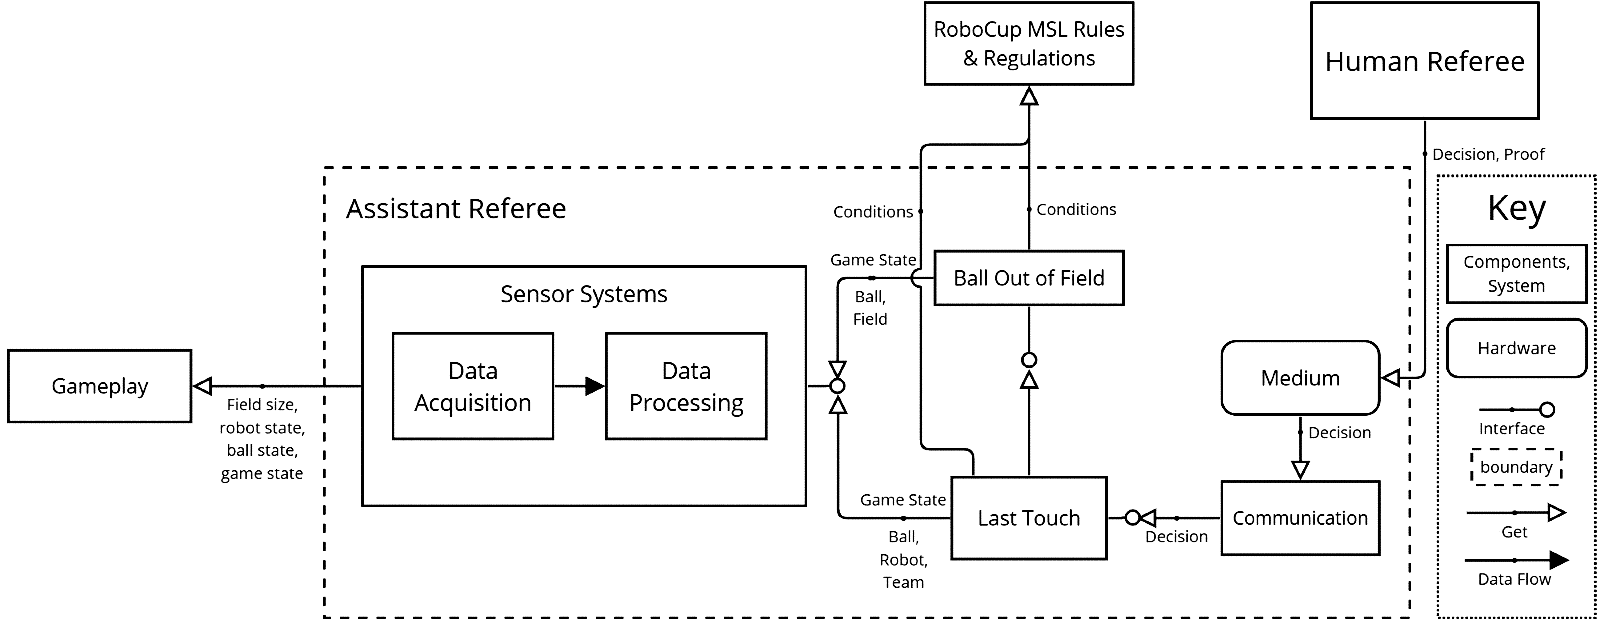 RoboCup MSL Rules
& Regulations
Human Referee
Decision, Proof
Assistant Referee
Conditions
Conditions
Game State
Ball,
Field
Ball Out of Field
Sensor Systems
Data
Acquisition
Data
Processing
Gameplay
Field size,
robot state,
ball state,
game state
Medium
Decision
Game State
Ball,
Robot,
Team
Last Touch
Decision
Communication
Key
Components,
System
Hardware
Interface
boundary
Get
Data Flow